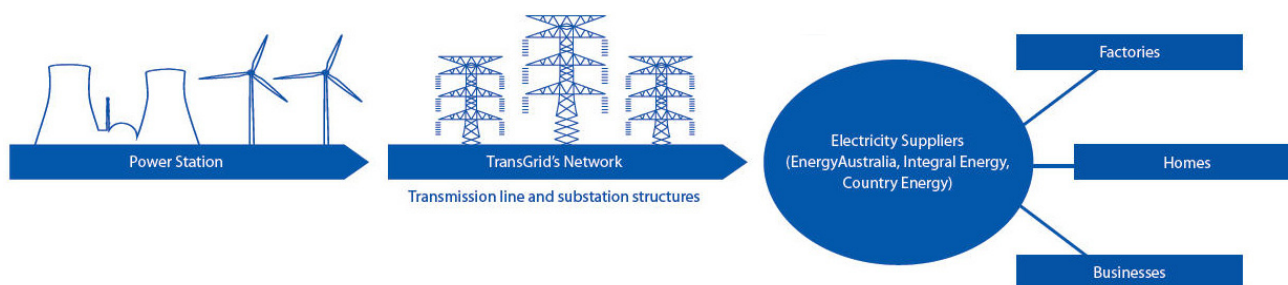 Power Station
TransGrid's Network
Transmission line and substation structures
Electricity Suppliers
(EnergyAustralia, Integral Energy,
Country Energy)
Factories
Homes
Businesses